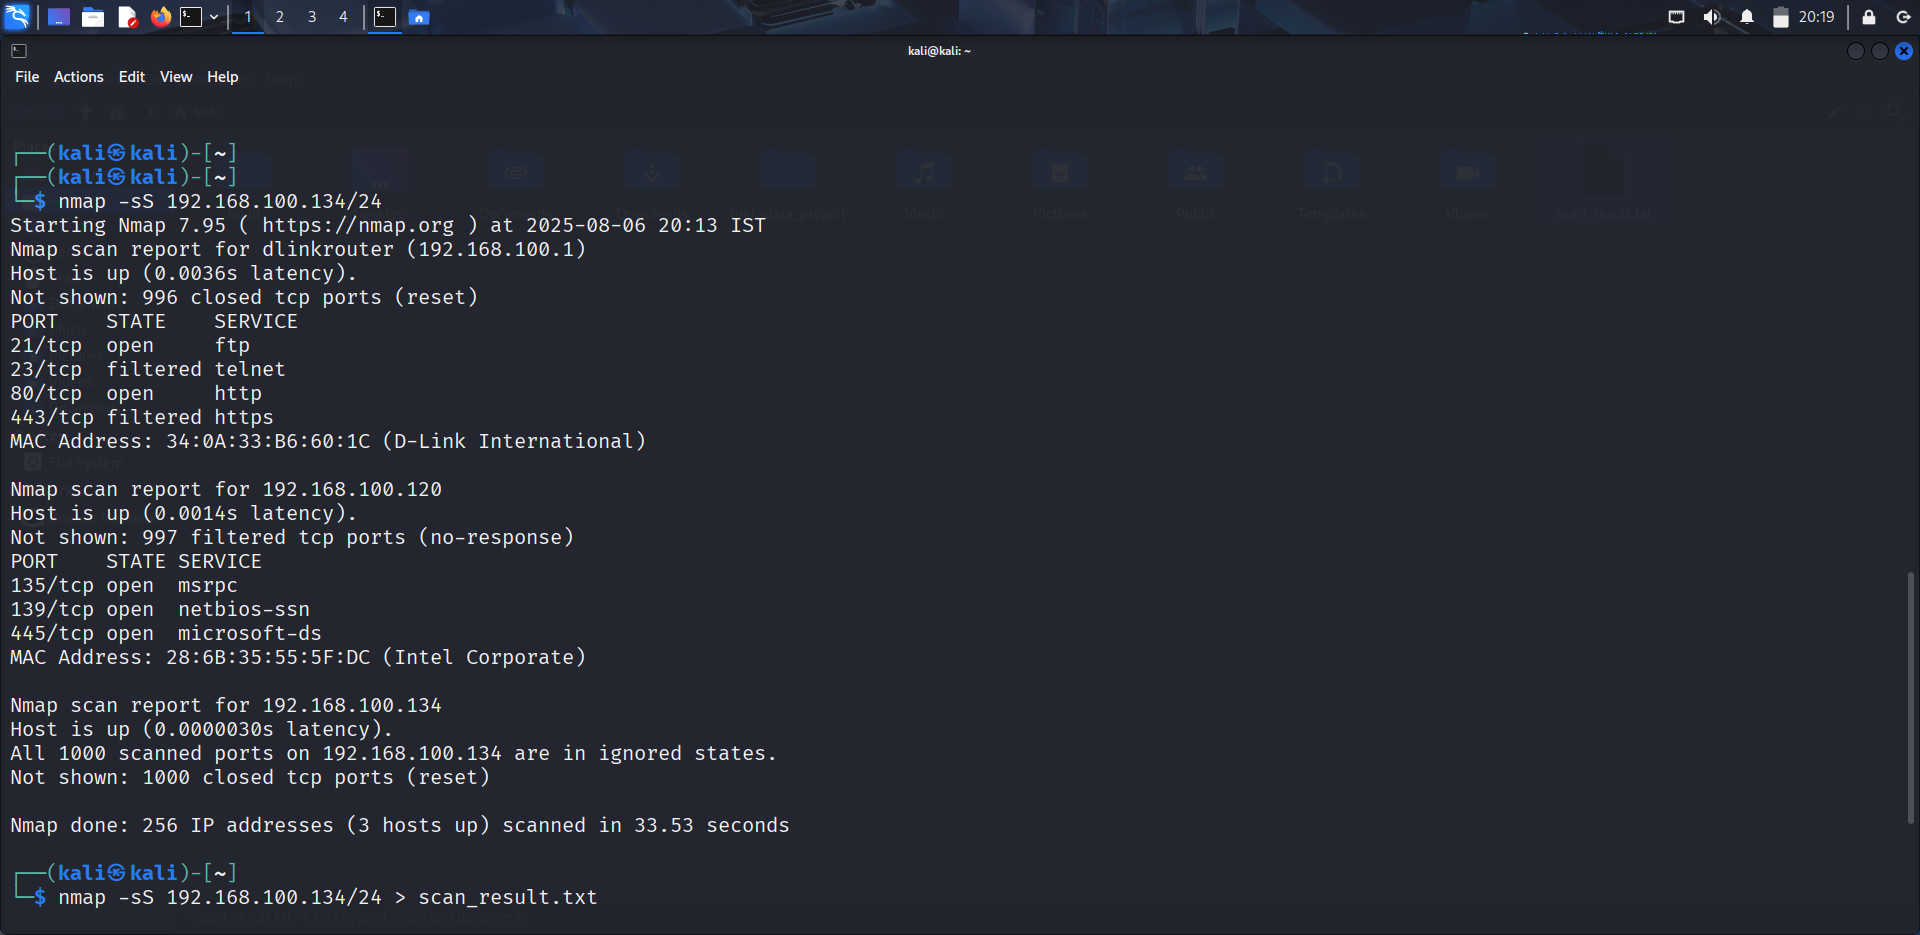 1 2 3 4
20:19
kali@kali: ~
File Actions Edit View Help
kali
┌──(kali㉿kali)-[~]
┌──(kali㉿kali)-[~]
└─$ nmap -sS 192.168.100.134/24
Music Pictures Public Templates Videos scan_result.txt
Starting Nmap 7.95 ( https://nmap.org ) at 2025-08-06 20:13 IST
Nmap scan report for dlinkrouter (192.168.100.1)
Host is up (0.0036s latency).
Not shown: 996 closed tcp ports (reset)
PORT    STATE    SERVICE
21/tcp  open     ftp
23/tcp  filtered telnet
80/tcp  open     http
443/tcp filtered https
MAC Address: 34:0A:33:B6:60:1C (D-Link International)
File System
Nmap scan report for 192.168.100.120
Host is up (0.0014s latency).
Not shown: 997 filtered tcp ports (no-response)
PORT    STATE SERVICE
135/tcp open  msrpc
139/tcp open  netbios-ssn
445/tcp open  microsoft-ds
MAC Address: 28:6B:35:55:5F:DC (Intel Corporate)
Nmap scan report for 192.168.100.134
Host is up (0.0000030s latency).
All 1000 scanned ports on 192.168.100.134 are in ignored states.
Not shown: 1000 closed tcp ports (reset)
Nmap done: 256 IP addresses (3 hosts up) scanned in 33.53 seconds
┌──(kali㉿kali)-[~]
└─$ nmap -sS 192.168.100.134/24 > scan_result.txt